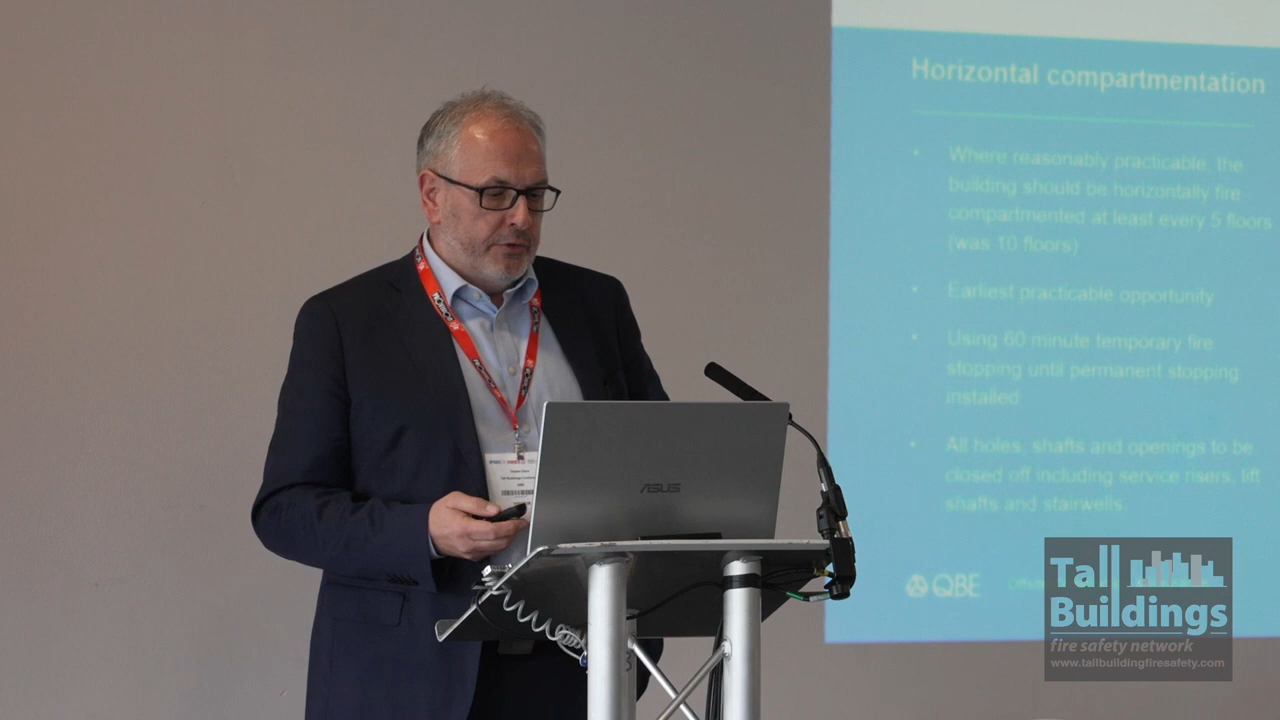 Horizontal compartmentation
• Where reasonably practicable, the
building should be horizontally fire
compartmented at least every 5 floors
(was 10 floors)
• Earliest practicable opportunity
• Using 60 minute temporary fire
stopping until permanent stopping
installed
• All holes, shafts and openings to be
closed off including service risers, lift
shafts and stairwells.
QBE
ASUS
Tall
Buildings
fire safety network
www.tallbuildingfiresafety.com